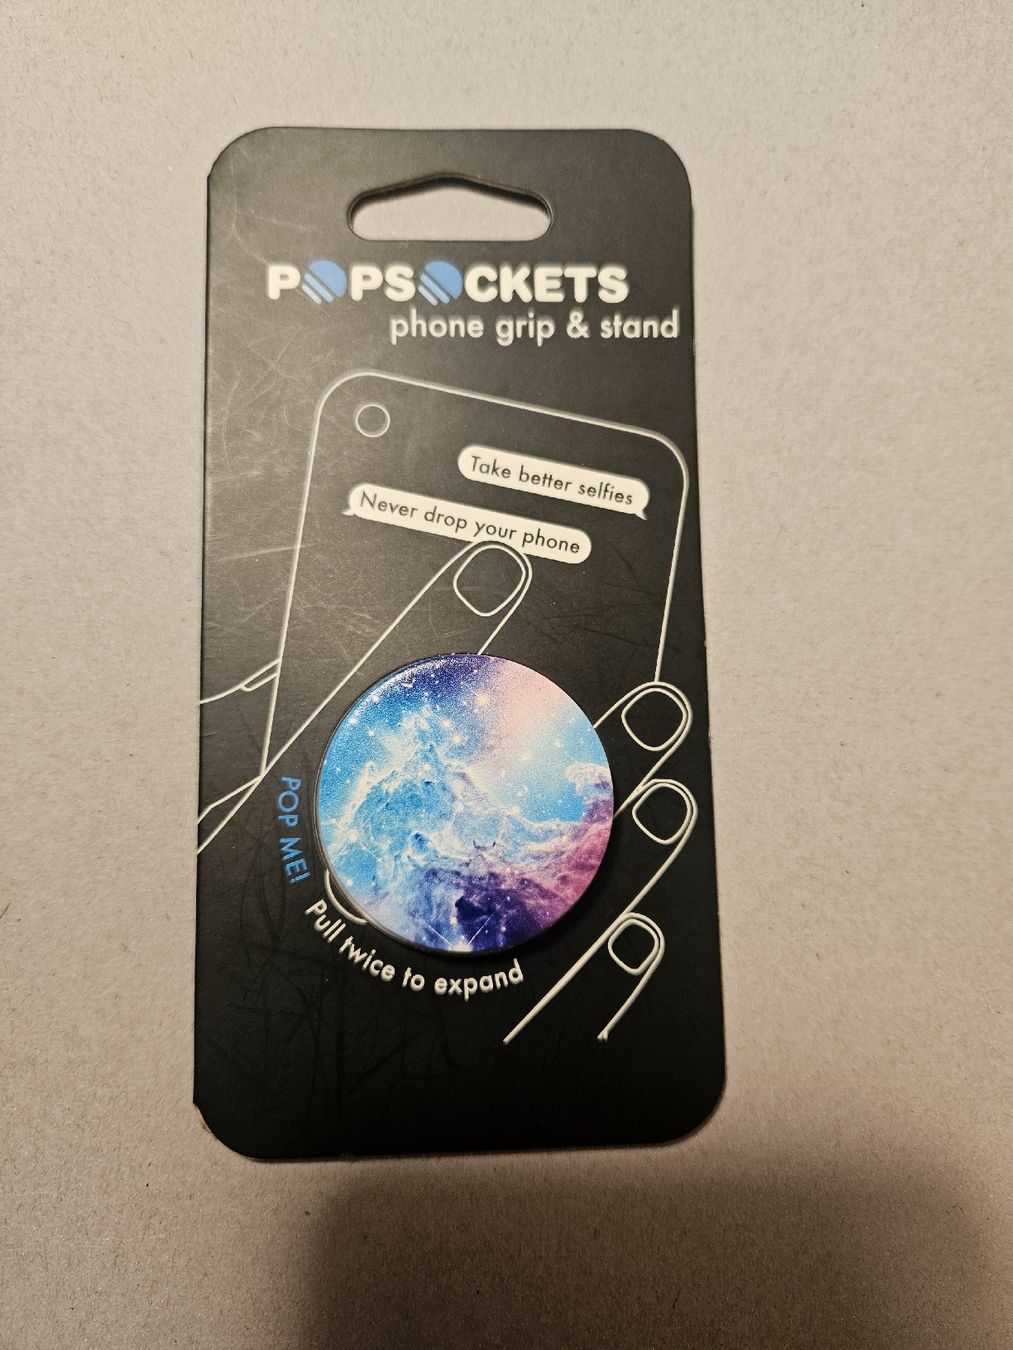 POPSOCKETS
phone grip & stand
Take better selfies
Never drop your phone
POP ME!
Pull twice to expand